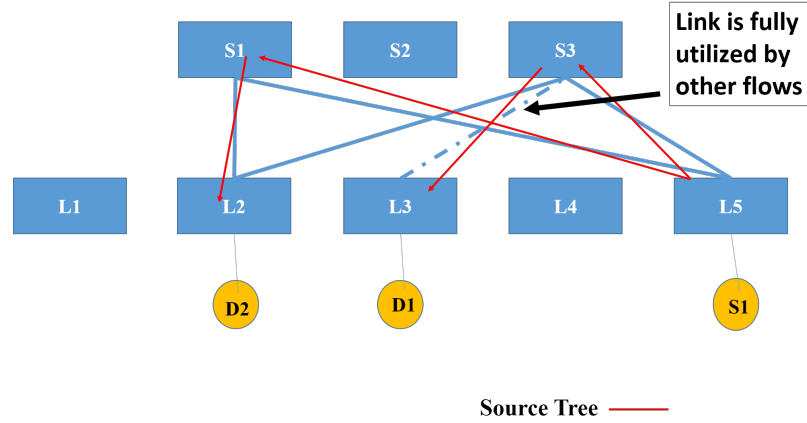 Link is fully
utilized by
other flows
S1
S2
S3
L1
L2
L3
L4
L5
D2
D1
S1
Source Tree